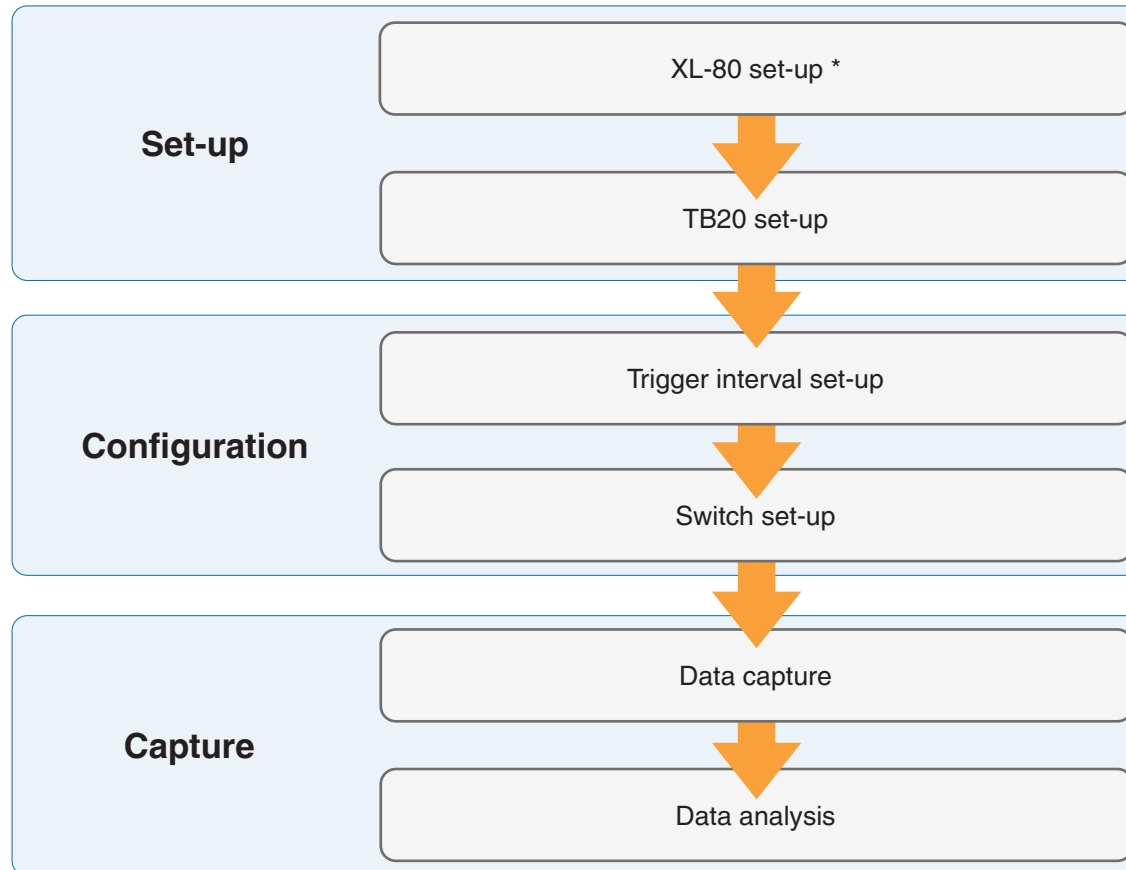 Set-up
XL-80 set-up *
TB20 set-up
Configuration
Trigger interval set-up
Switch set-up
Capture
Data capture
Data analysis